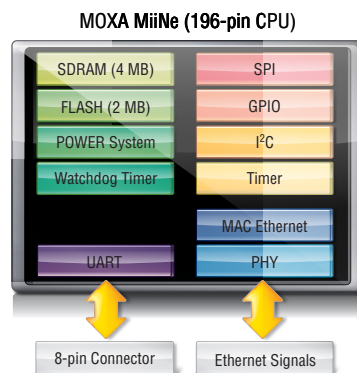 MOXA MiiNe (196-pin CPU)
SDRAM (4 MB)
FLASH (2 MB)
POWER System
Watchdog Timer
UART
SPI
GPIO
I²C
Timer
MAC Ethernet
PHY
8-pin Connector
Ethernet Signals